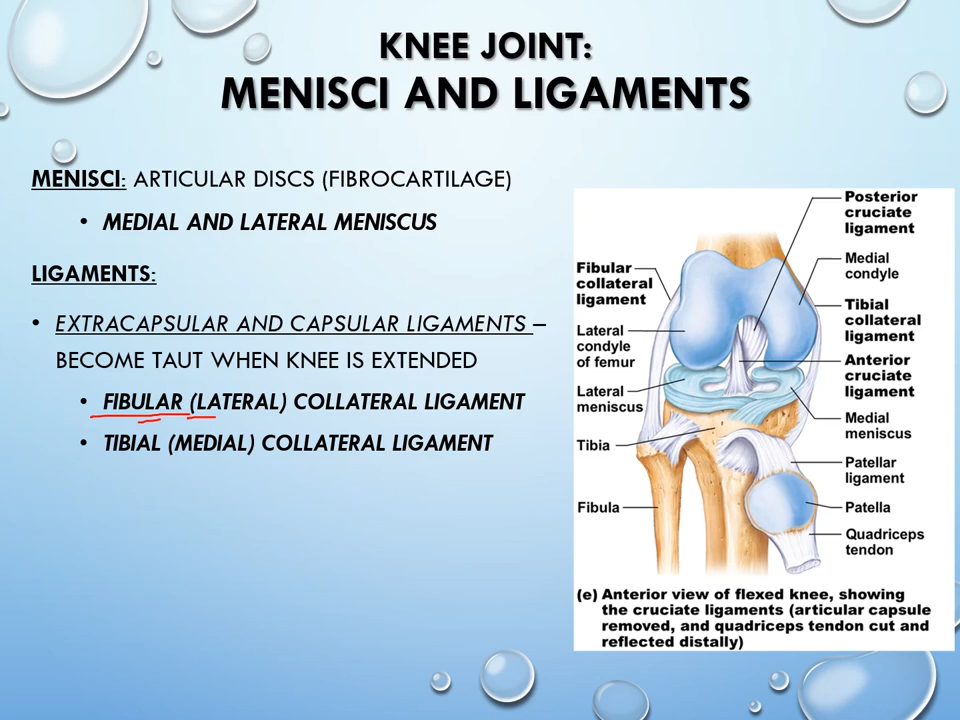 KNEE JOINT:
MENISCI AND LIGAMENTS
MENISCI: ARTICULAR DISCS (FIBROCARTILAGE)
• MEDIAL AND LATERAL MENISCUS
LIGAMENTS:
• EXTRACAPSULAR AND CAPSULAR LIGAMENTS –
BECOME TAUT WHEN KNEE IS EXTENDED
• FIBULAR (LATERAL) COLLATERAL LIGAMENT
• TIBIAL (MEDIAL) COLLATERAL LIGAMENT
Fibular
collateral
ligament
Lateral
condyle
of femur
Lateral
meniscus
Tibia
Fibula
Posterior
cruciate
ligament
Medial
condyle
Tibial
collateral
ligament
Anterior
cruciate
ligament
Medial
meniscus
Patellar
ligament
Patella
Quadriceps
tendon
(e) Anterior view of flexed knee, showing
the cruciate ligaments (articular capsule
removed, and quadriceps tendon cut and
reflected distally)